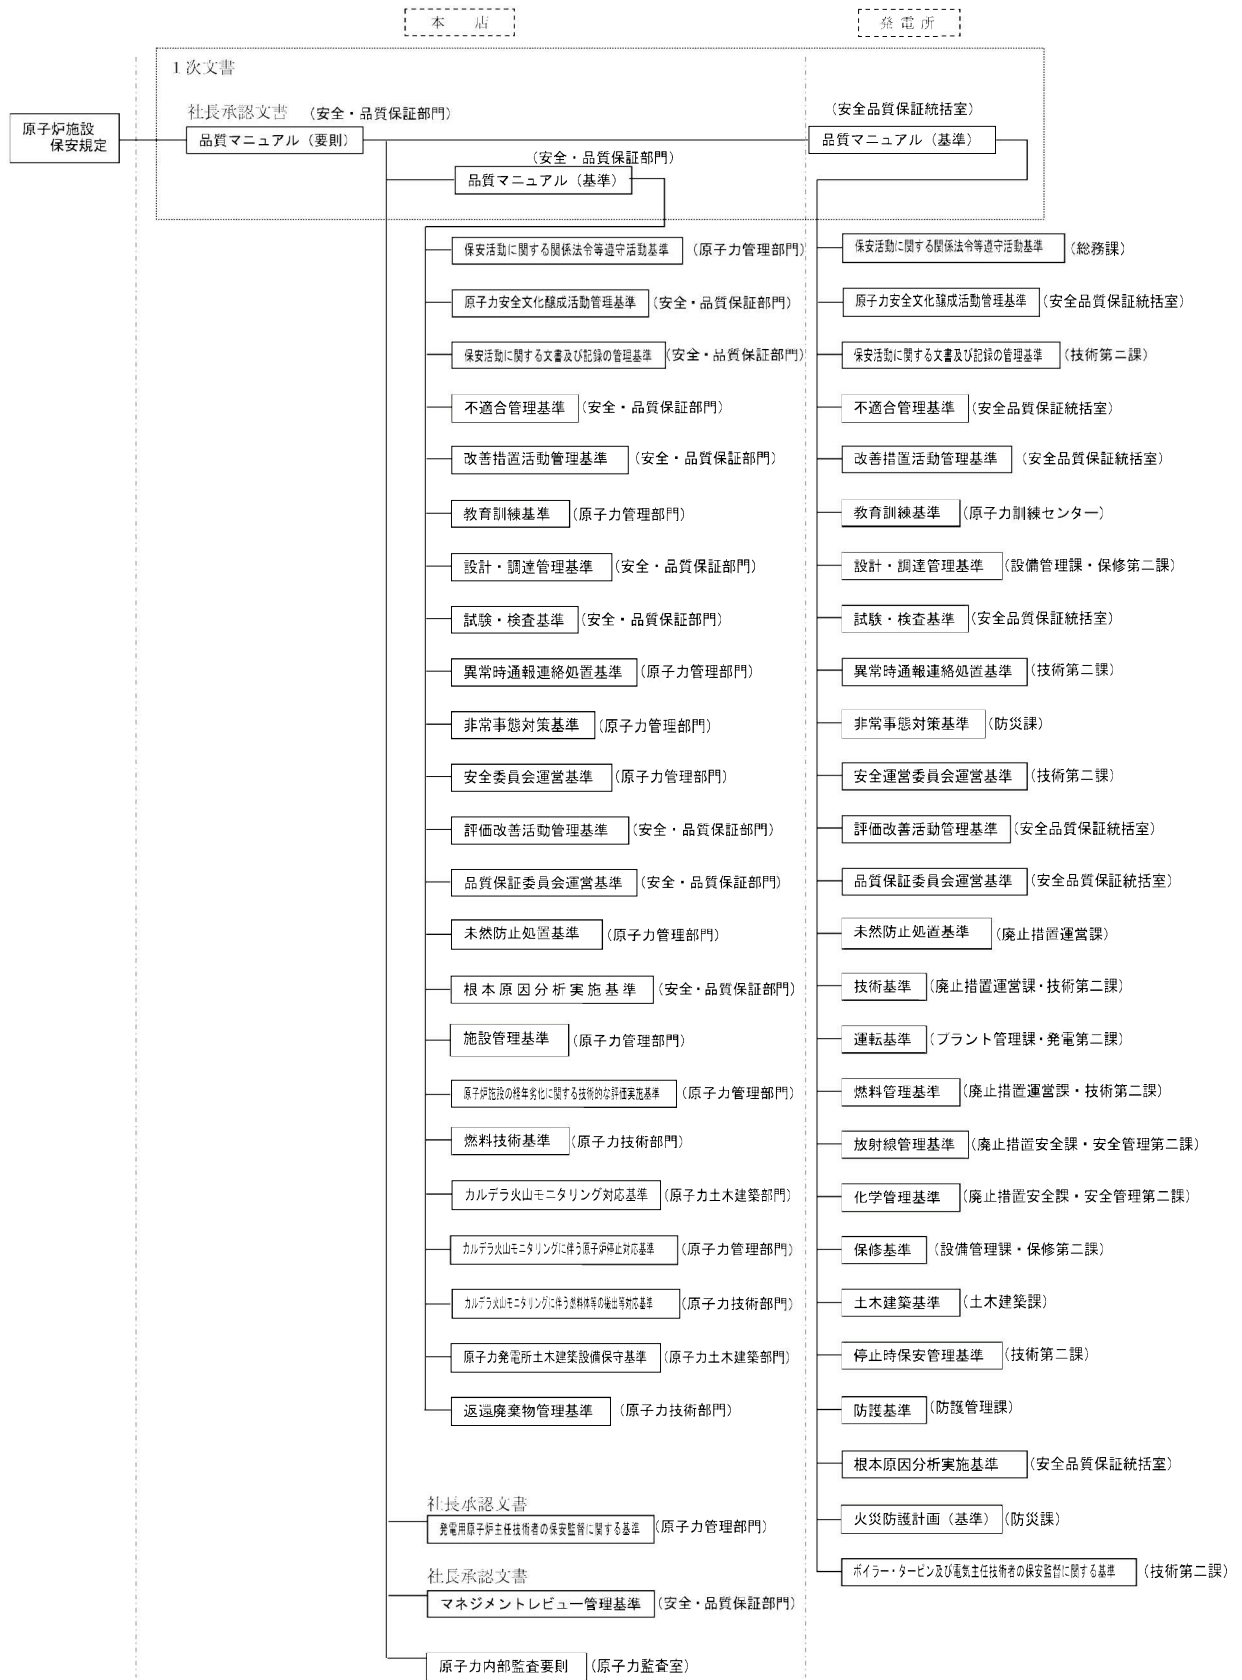 本　店
発電所
1次文書
社長承認文書 (安全・品質保証部門)
(安全品質保証統括室)
原子炉施設
保安規定
品質マニュアル（要則）
品質マニュアル（基準）
(安全・品質保証部門)
品質マニュアル（基準）
保安活動に関する関係法令等遵守活動基準 (原子力管理部門)
原子力安全文化醸成活動管理基準 (安全・品質保証部門)
保安活動に関する文書及び記録の管理基準 (安全・品質保証部門)
不適合管理基準 (安全・品質保証部門)
改善措置活動管理基準 (安全・品質保証部門)
教育訓練基準 (原子力管理部門)
設計・調達管理基準 (安全・品質保証部門)
試験・検査基準 (安全・品質保証部門)
異常時通報連絡処置基準 (原子力管理部門)
非常事態対策基準 (原子力管理部門)
安全委員会運営基準 (原子力管理部門)
評価改善活動管理基準 (安全・品質保証部門)
品質保証委員会運営基準 (安全・品質保証部門)
未然防止処置基準 (原子力管理部門)
根本原因分析実施基準 (安全・品質保証部門)
施設管理基準 (原子力管理部門)
原子炉施設の経年劣化に関する技術的な評価実施基準 (原子力管理部門)
燃料技術基準 (原子力技術部門)
カルデラ火山モニタリング対応基準 (原子力土木建築部門)
カルデラ火山モニタリングに伴う原子炉停止対応基準 (原子力管理部門)
カルデラ火山モニタリングに伴う燃料体等の搬出等対応基準 (原子力技術部門)
原子力発電所土木建築設備保守基準 (原子力土木建築部門)
返還廃棄物管理基準 (原子力技術部門)
社長承認文書
発電用原子炉主任技術者の保安監督に関する基準 (原子力管理部門)
社長承認文書
マネジメントレビュー管理基準 (安全・品質保証部門)
原子力内部監査要則 (原子力監査室)
保安活動に関する関係法令等遵守活動基準 (総務課)
原子力安全文化醸成活動管理基準 (安全品質保証統括室)
保安活動に関する文書及び記録の管理基準 (技術第二課)
不適合管理基準 (安全品質保証統括室)
改善措置活動管理基準 (安全品質保証統括室)
教育訓練基準 (原子力訓練センター)
設計・調達管理基準 (設備管理課・保修第二課)
試験・検査基準 (安全品質保証統括室)
異常時通報連絡処置基準 (技術第二課)
非常事態対策基準 (防災課)
安全運営委員会運営基準 (技術第二課)
評価改善活動管理基準 (安全品質保証統括室)
品質保証委員会運営基準 (安全品質保証統括室)
未然防止処置基準 (廃止措置運営課)
技術基準 (廃止措置運営課・技術第二課)
運転基準 (プラント管理課・発電第二課)
燃料管理基準 (廃止措置運営課・技術第二課)
放射線管理基準 (廃止措置安全課・安全管理第二課)
化学管理基準 (廃止措置安全課・安全管理第二課)
保修基準 (設備管理課・保修第二課)
土木建築基準 (土木建築課)
停止時保安管理基準 (技術第二課)
防護基準 (防護管理課)
根本原因分析実施基準 (安全品質保証統括室)
火災防護計画（基準） (防災課)
ボイラー・タービン及び電気主任技術者の保安監督に関する基準 (技術第二課)